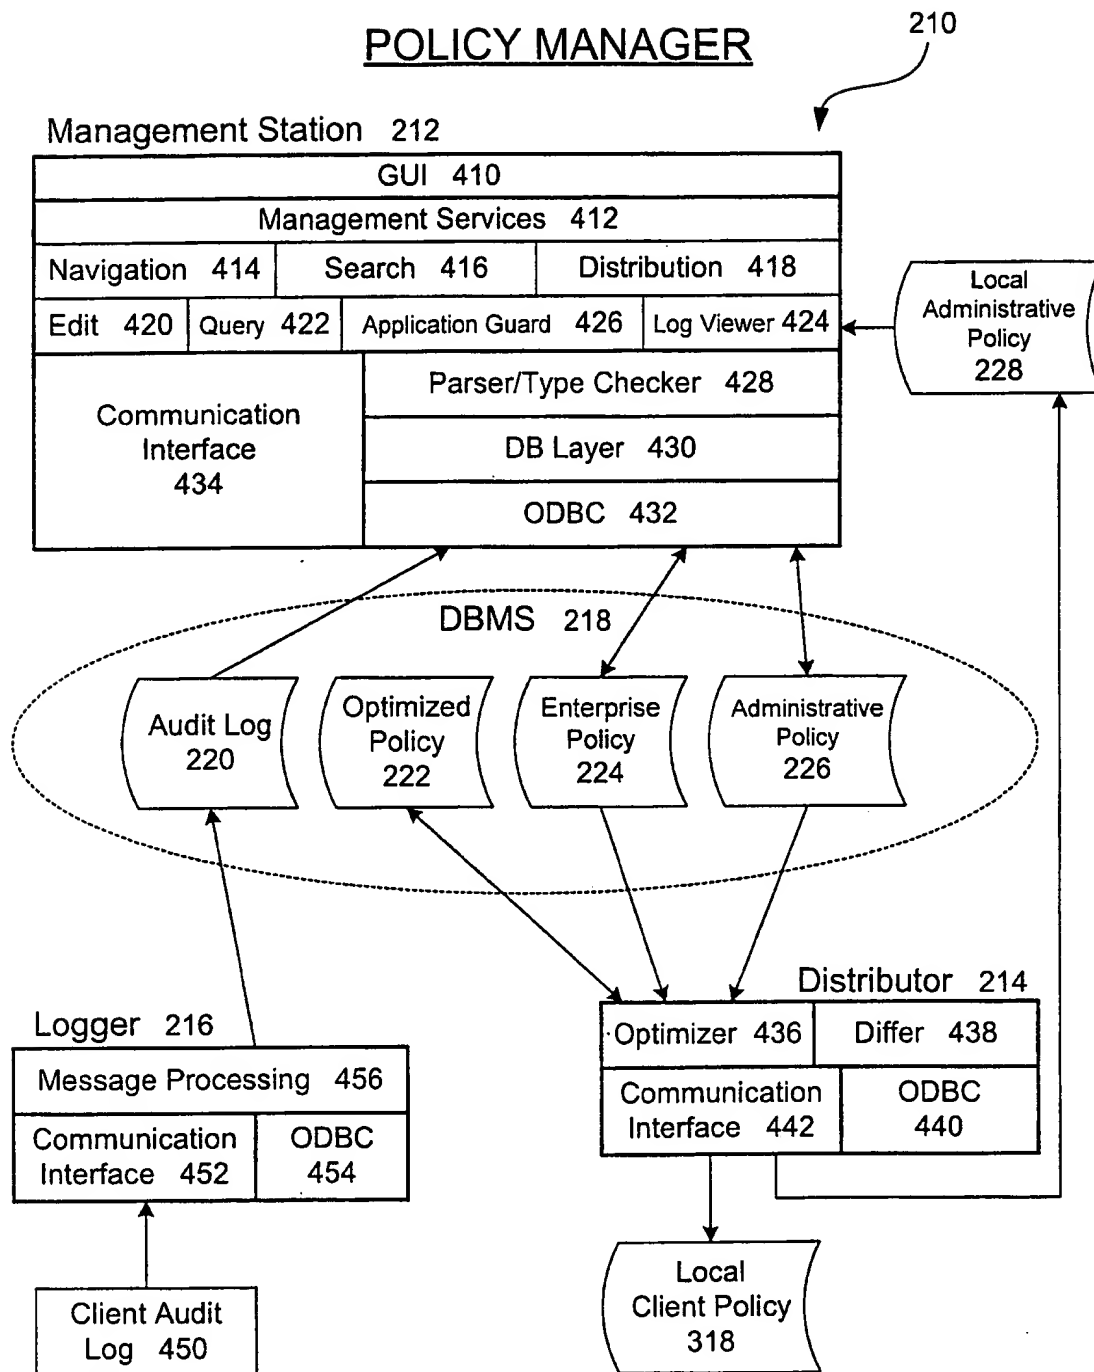 POLICY MANAGER
210
Management Station 212
GUI 410
Management Services 412
Navigation 414
Search 416
Distribution 418
Edit 420
Query 422
Application Guard 426
Log Viewer 424
Local
Administrative
Policy
228
Communication
Interface
434
Parser/Type Checker 428
DB Layer 430
ODBC 432
DBMS 218
Audit Log
220
Optimized
Policy
222
Enterprise
Policy
224
Administrative
Policy
226
Logger 216
Message Processing 456
Communication
Interface 452
ODBC
454
Client Audit
Log 450
Distributor 214
Optimizer 436
Differ 438
Communication
Interface 442
ODBC
440
Local
Client Policy
318